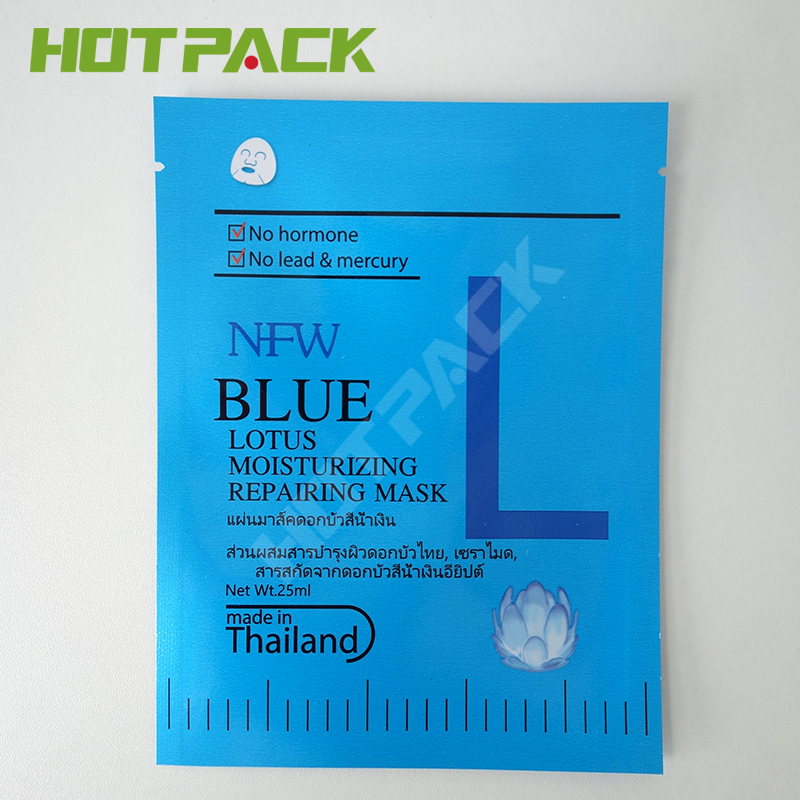 HOTPACK
No hormone
No lead & mercury
L
NFW
BLUE
LOTUS
MOISTURIZING
REPAIRING MASK
แผ่นมาส์คดอกบัวสีน้ำเงิน
ส่วนผสมสารบำรุงผิวดอกบัวไทย, เซราไมด,
สารสกัดจากดอกบัวสีน้ำเงินอียิปต์
Net Wt.25ml
made in
Thailand
HOTPACK